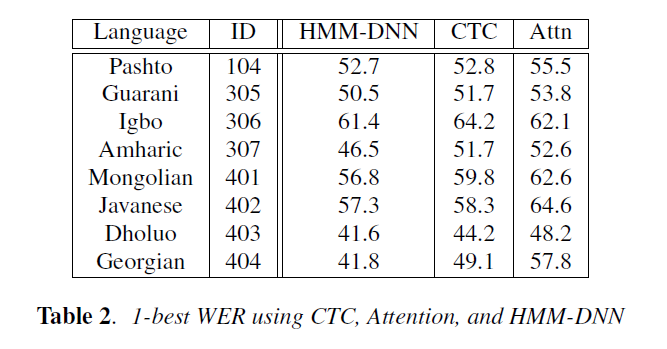 Language ID HMM-DNN CTC Attn
Pashto 104 52.7 52.8 55.5
Guarani 305 50.5 51.7 53.8
Igbo 306 61.4 64.2 62.1
Amharic 307 46.5 51.7 52.6
Mongolian 401 56.8 59.8 62.6
Javanese 402 57.3 58.3 64.6
Dholuo 403 41.6 44.2 48.2
Georgian 404 41.8 49.1 57.8
Table 2. 1-best WER using CTC, Attention, and HMM-DNN